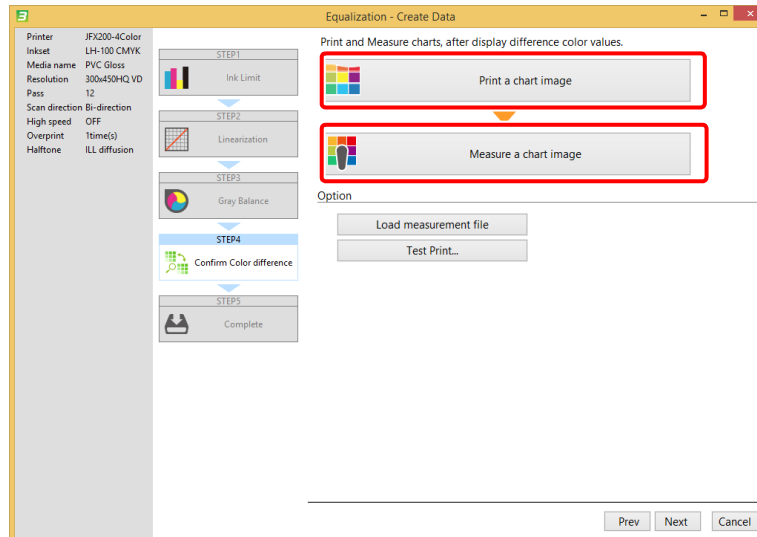 3
Equalization - Create Data
Printer JFX200-4Color
Inkset LH-100 CMYK
Media name PVC Gloss
Resolution 300x450HQ VD
Pass 12
Scan direction Bi-direction
High speed OFF
Overprint 1time(s)
Halftone ILL diffusion
STEP1
Ink Limit
STEP2
Linearization
STEP3
Gray Balance
STEP4
Confirm Color difference
STEP5
Complete
Print and Measure charts, after display difference color values.
Print a chart image
Measure a chart image
Option
Load measurement file
Test Print...
Prev Next Cancel